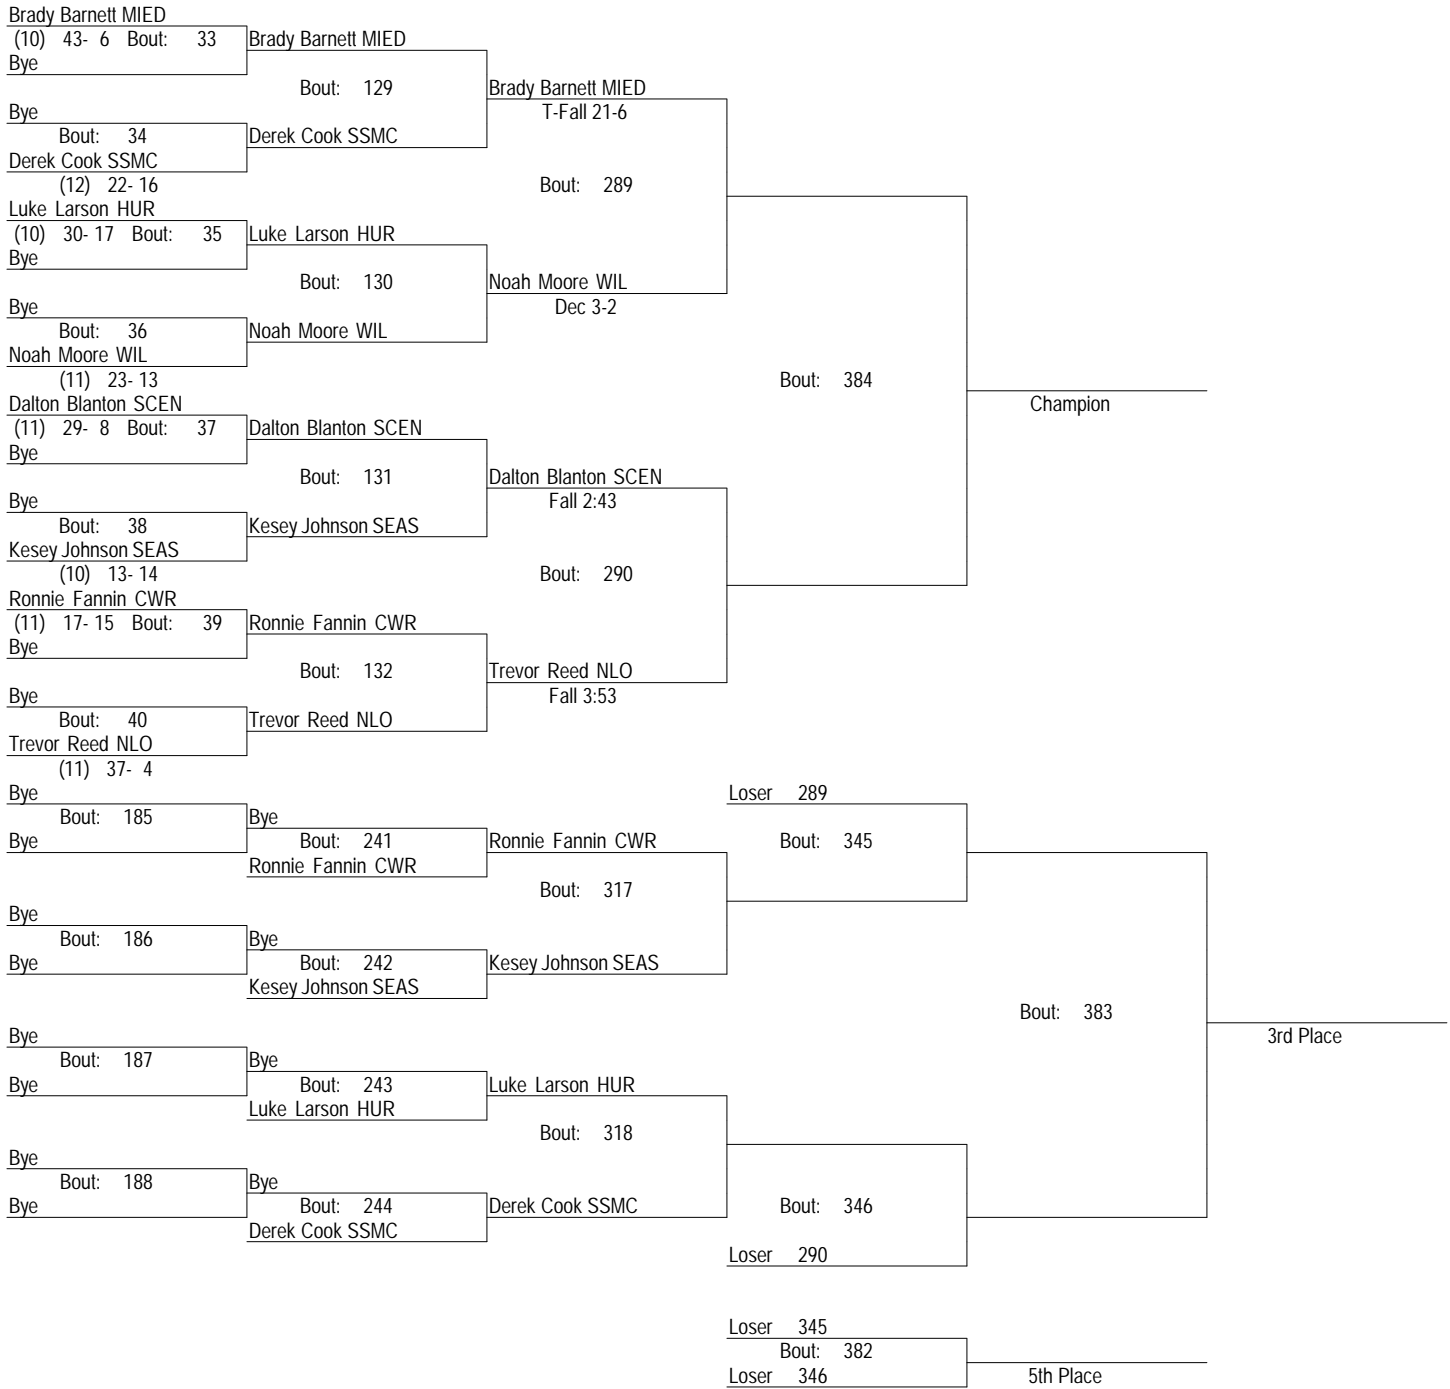 Brady Barnett MIED
(10) 43- 6 Bout: 33 Brady Barnett MIED
Bye
Bout: 129 Brady Barnett MIED
Bye T-Fall 21-6
Bout: 34 Derek Cook SSMC
Derek Cook SSMC
(12) 22- 16 Bout: 289
Luke Larson HUR
(10) 30- 17 Bout: 35 Luke Larson HUR
Bye
Bout: 130 Noah Moore WIL
Bye Dec 3-2
Bout: 36 Noah Moore WIL
Noah Moore WIL
(11) 23- 13 Bout: 384
Dalton Blanton SCEN Champion
(11) 29- 8 Bout: 37 Dalton Blanton SCEN
Bye
Bout: 131 Dalton Blanton SCEN
Bye Fall 2:43
Bout: 38 Kesey Johnson SEAS
Kesey Johnson SEAS
(10) 13- 14 Bout: 290
Ronnie Fannin CWR
(11) 17- 15 Bout: 39 Ronnie Fannin CWR
Bye
Bout: 132 Trevor Reed NLO
Bye Fall 3:53
Bout: 40 Trevor Reed NLO
Trevor Reed NLO
(11) 37- 4
Bye Loser 289
Bout: 185 Bye
Bye Bout: 241 Ronnie Fannin CWR Bout: 345
Ronnie Fannin CWR
Bout: 317
Bye
Bout: 186 Bye
Bye Bout: 242 Kesey Johnson SEAS
Kesey Johnson SEAS
Bout: 383
Bye 3rd Place
Bout: 187 Bye
Bye Bout: 243 Luke Larson HUR
Luke Larson HUR
Bout: 318
Bye
Bout: 188 Bye
Bye Bout: 244 Derek Cook SSMC Bout: 346
Derek Cook SSMC
Loser 290
Loser 345
Bout: 382
Loser 346 5th Place